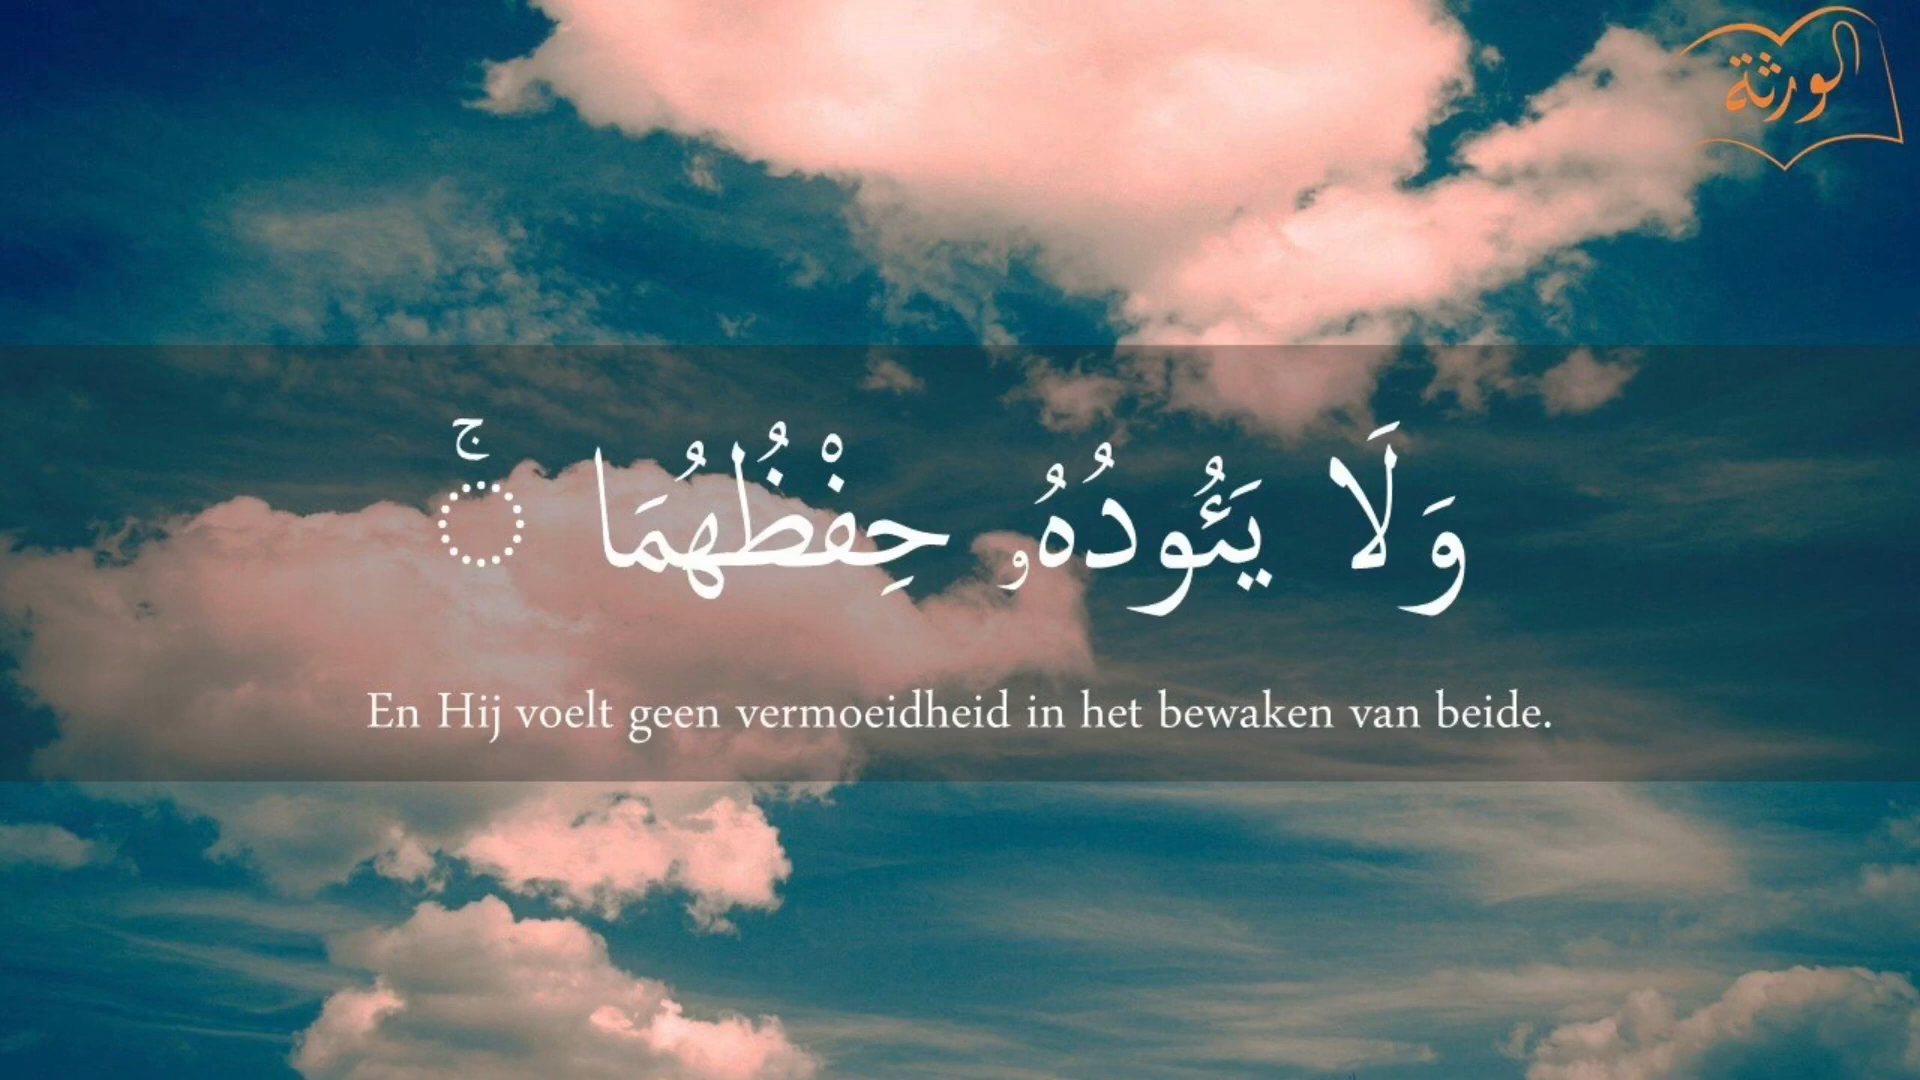 الورثة
وَلَا يَـُٔودُهُۥ حِفْظُهُمَا ۚ
En Hij voelt geen vermoeidheid in het bewaken van beide.